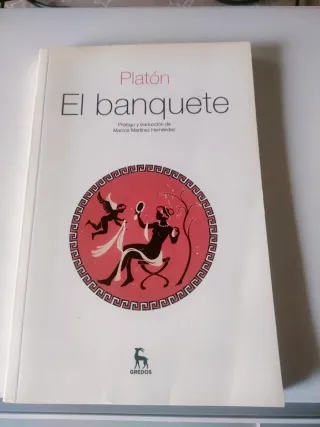 Platón
El banquete
Prólogo y traducción de
Marcos Martínez Hernández
GREDOS